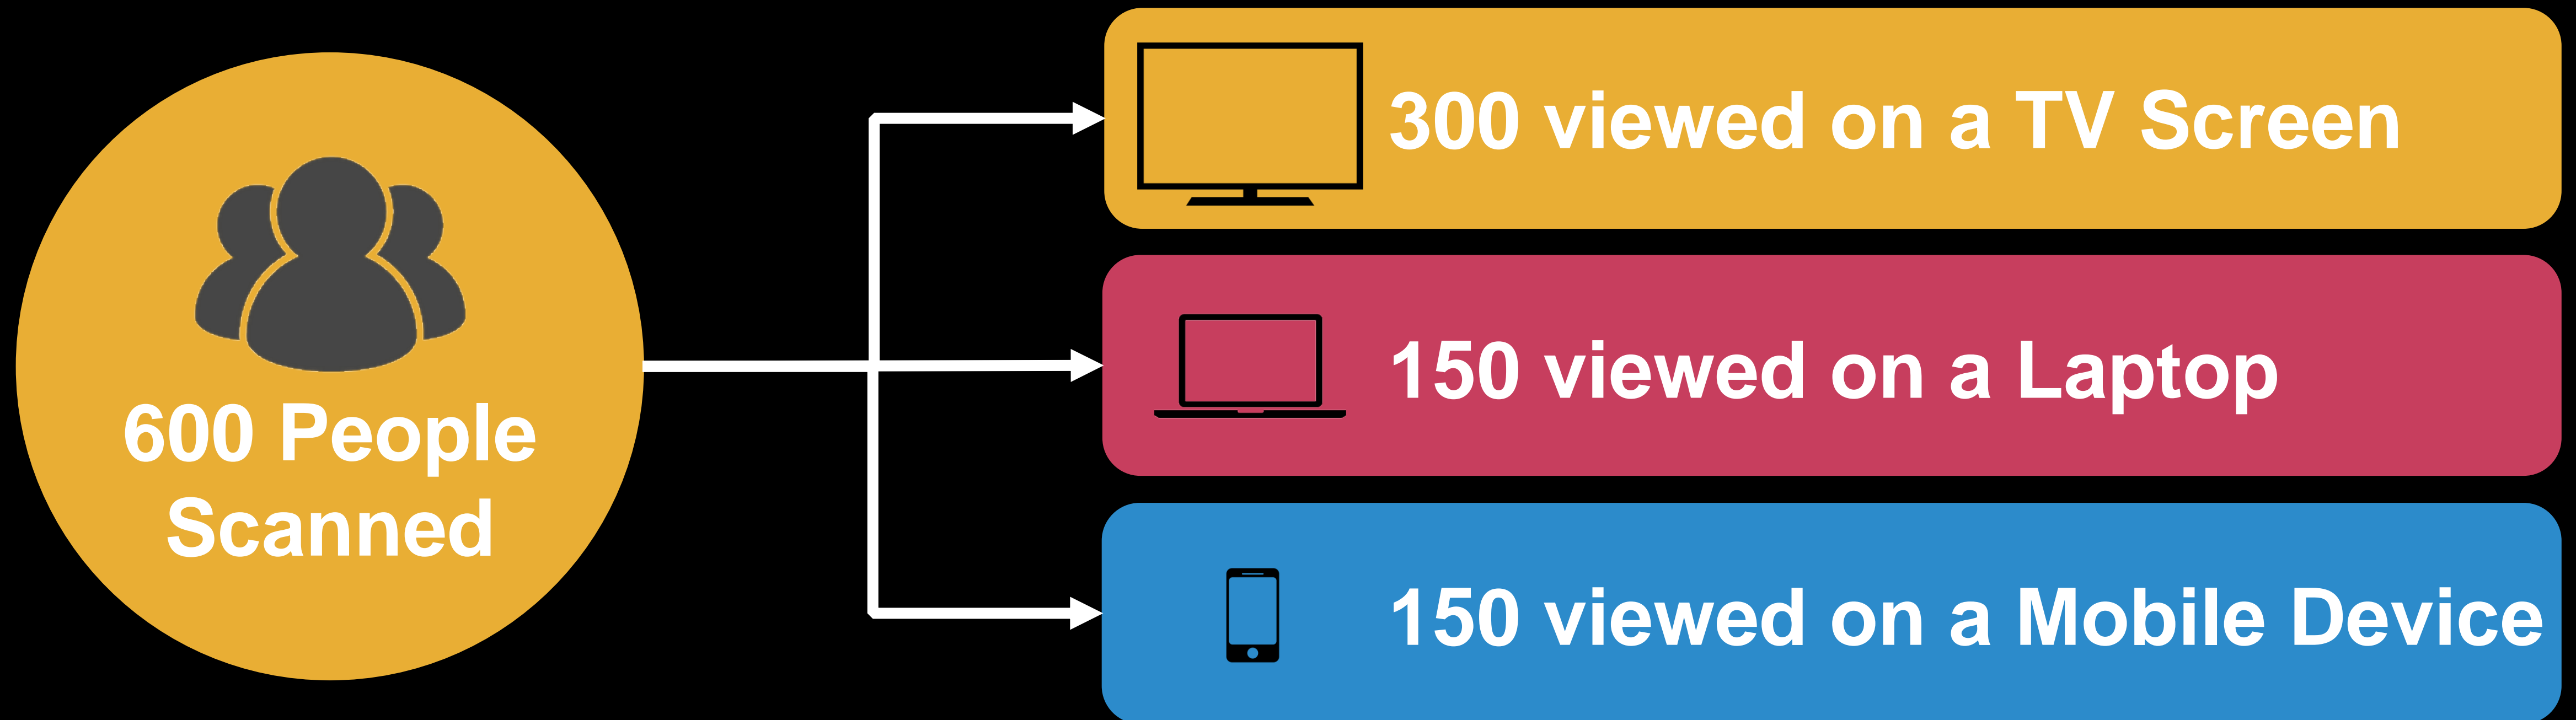 600 People
Scanned
300 viewed on a TV Screen
150 viewed on a Laptop
150 viewed on a Mobile Device